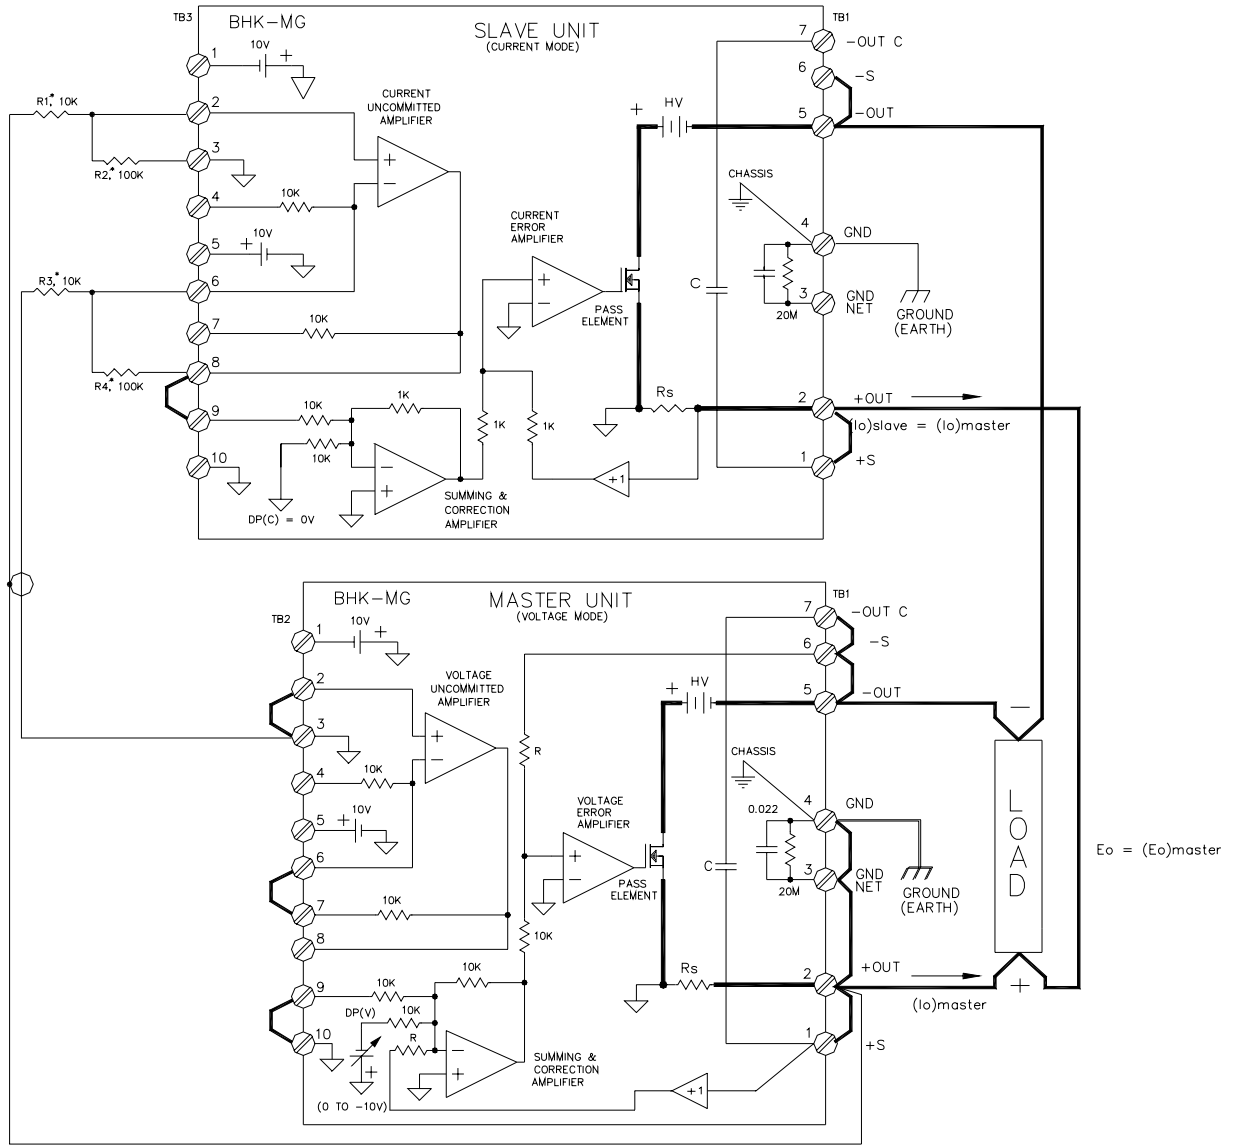 TB3
BHK-MG
SLAVE UNIT
(CURRENT MODE)
TB1
1
10V
+
R1,* 10K
2
CURRENT
UNCOMMITTED
AMPLIFIER
3
R2,* 100K
+
-
4
10K
5
+
10V
6
R3,* 10K
7
10K
8
R4,* 100K
9
10K
1K
10K
10
-
+
DP(C) = 0V
SUMMING &
CORRECTION
AMPLIFIER
1K
1K
+1
CURRENT
ERROR
AMPLIFIER
+
-
PASS
ELEMENT
+
HV
Rs
C
7
-OUT C
6
-S
5
-OUT
CHASSIS
4
GND
20M
3
GND
NET
GROUND
(EARTH)
2
+OUT
(Io)slave = (Io)master
1
+S
BHK-MG
MASTER UNIT
(VOLTAGE MODE)
TB2
TB1
1
10V
+
2
VOLTAGE
UNCOMMITTED
AMPLIFIER
3
+
-
4
10K
5
+
10V
6
7
10K
8
9
10K
10K
DP(V)
10K
R
10
+
(0 TO -10V)
-
+
SUMMING &
CORRECTION
AMPLIFIER
R
10K
+1
VOLTAGE
ERROR
AMPLIFIER
+
-
PASS
ELEMENT
+
HV
Rs
C
7
-OUT C
6
-S
5
-OUT
CHASSIS
4
GND
0.022
20M
3
GND
NET
GROUND
(EARTH)
2
+OUT
(Io)master
1
+S
-
LOAD
+
Eo = (Eo)master